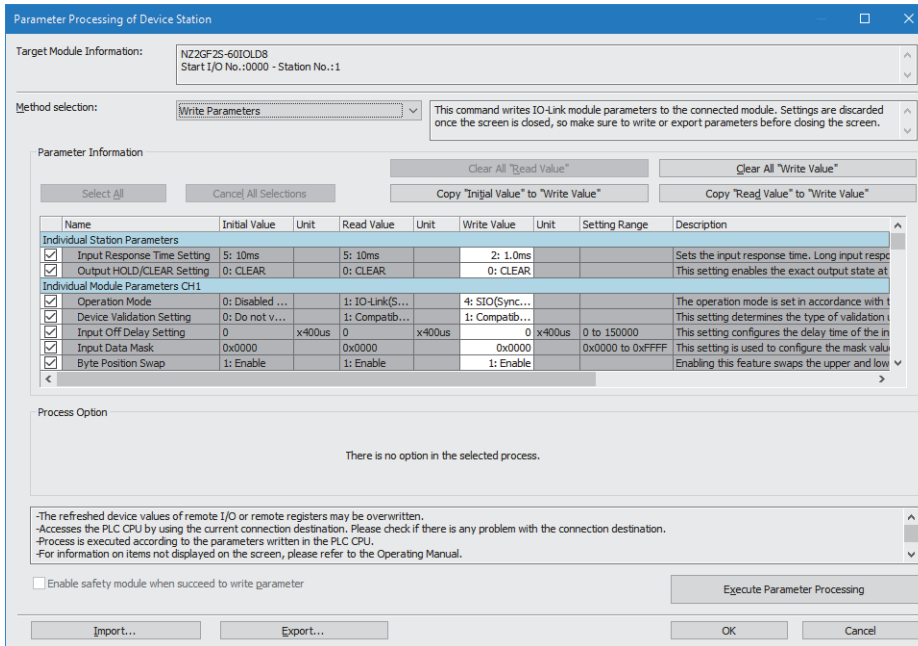 Parameter Processing of Device Station
Target Module Information:
NZ2GF2S-60IOLD8
Start I/O No.:0000 - Station No.:1
Method selection:
Write Parameters
This command writes IO-Link module parameters to the connected module. Settings are discarded
once the screen is closed, so make sure to write or export parameters before closing the screen.
Parameter Information
Clear All "Read Value"
Clear All "Write Value"
Select All
Cancel All Selections
Copy "Initial Value" to "Write Value"
Copy "Read Value" to "Write Value"
Name Initial Value Unit Read Value Unit Write Value Unit Setting Range Description
Individual Station Parameters
Input Response Time Setting 5: 10ms 5: 10ms 2: 1.0ms Sets the input response time. Long input respo
Output HOLD/CLEAR Setting 0: CLEAR 0: CLEAR 0: CLEAR This setting enables the exact output state at
Individual Module Parameters CH1
Operation Mode 0: Disabled ... 1: IO-Link(S... 4: SIO(Sync... The operation mode is set in accordance with t
Device Validation Setting 0: Do not v... 1: Compatib... 1: Compatib... This setting determines the type of validation u
Input Off Delay Setting 0 x400us 0 x400us 0 x400us 0 to 150000 This setting configures the delay time of the in
Input Data Mask 0x0000 0x0000 0x0000 0x0000 to 0xFFFF This setting is used to configure the mask valu
Byte Position Swap 1: Enable 1: Enable 1: Enable Enabling this feature swaps the upper and low
Process Option
There is no option in the selected process.
-The refreshed device values of remote I/O or remote registers may be overwritten.
-Accesses the PLC CPU by using the current connection destination. Please check if there is any problem with the connection destination.
-Process is executed according to the parameters written in the PLC CPU.
-For information on items not displayed on the screen, please refer to the Operating Manual.
Enable safety module when succeed to write parameter
Execute Parameter Processing
Import...
Export...
OK
Cancel